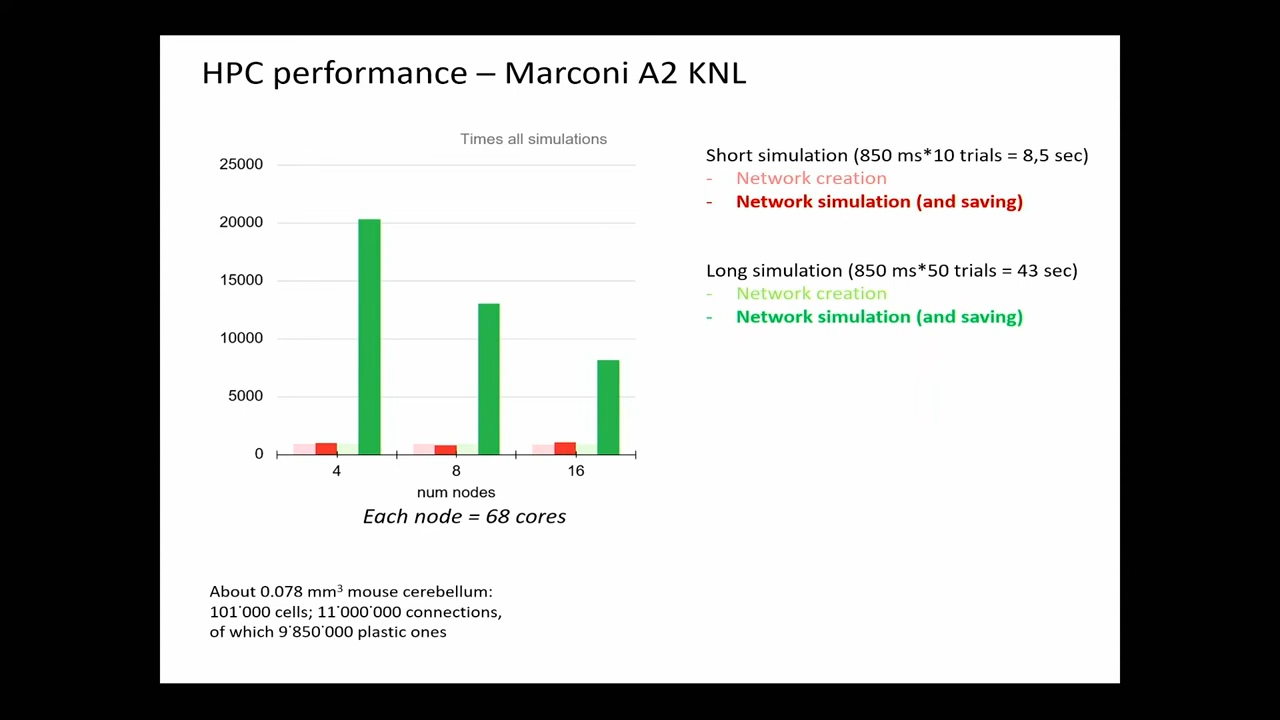 HPC performance – Marconi A2 KNL
Times all simulations
25000
20000
15000
10000
5000
0
4 8 16
num nodes
Each node = 68 cores
Short simulation (850 ms*10 trials = 8,5 sec)
- Network creation
- Network simulation (and saving)
Long simulation (850 ms*50 trials = 43 sec)
- Network creation
- Network simulation (and saving)
About 0.078 mm³ mouse cerebellum:
101˙000 cells; 11˙000˙000 connections,
of which 9˙850˙000 plastic ones